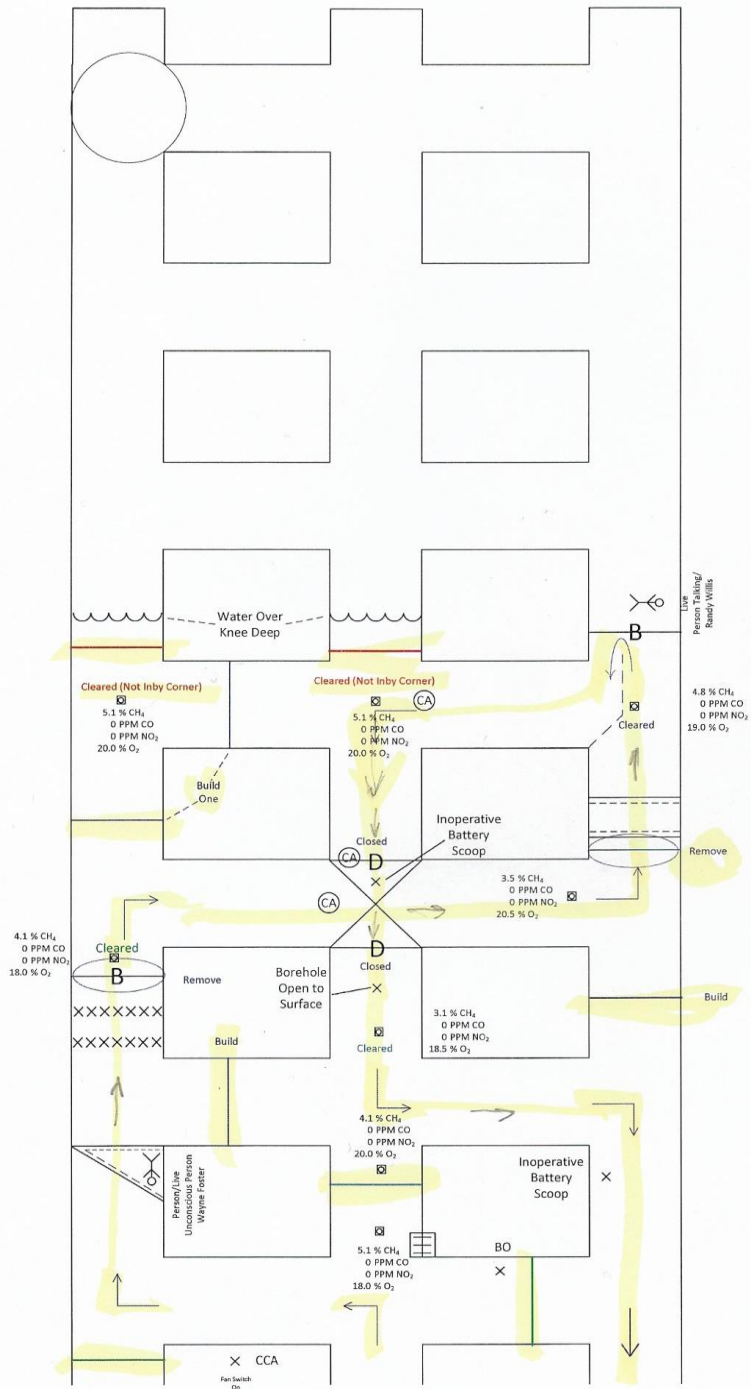 Water Over
Knee Deep
Live
Person Talking/
Randy Willis
B
Cleared (Not Inby Corner)
5.1 % CH₄
0 PPM CO
0 PPM NO₂
20.0 % O₂
Cleared (Not Inby Corner)
CA
5.1 % CH₄
0 PPM CO
0 PPM NO₂
20.0 % O₂
4.8 % CH₄
0 PPM CO
0 PPM NO₂
19.0 % O₂
Cleared
Build
One
Inoperative
Battery
Scoop
Closed
CA
D
Remove
CA
3.5 % CH₄
0 PPM CO
0 PPM NO₂
20.5 % O₂
4.1 % CH₄
0 PPM CO
0 PPM NO₂
18.0 % O₂
Cleared
B
Remove
D
Closed
Borehole
Open to
Surface
Build
3.1 % CH₄
0 PPM CO
0 PPM NO₂
18.5 % O₂
Cleared
Build
4.1 % CH₄
0 PPM CO
0 PPM NO₂
20.0 % O₂
Person/Live
Unconscious Person
Wayne Foster
Inoperative
Battery
Scoop
5.1 % CH₄
0 PPM CO
0 PPM NO₂
18.0 % O₂
BO
CCA
Fan Switch
On